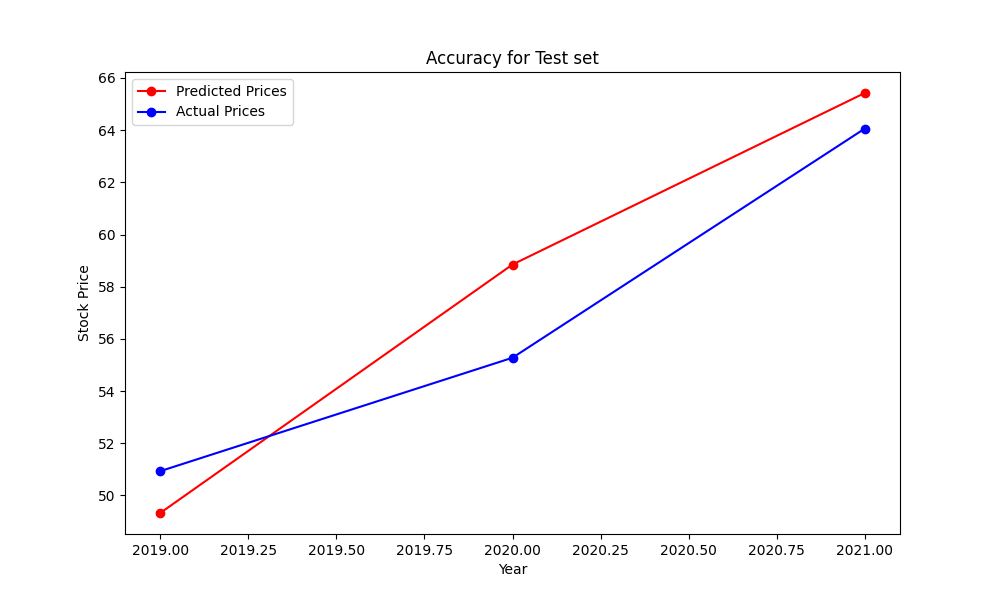 Accuracy for Test set
Predicted Prices
Actual Prices
66
64
62
60
58
56
54
52
50
Stock Price
2019.00 2019.25 2019.50 2019.75 2020.00 2020.25 2020.50 2020.75 2021.00
Year